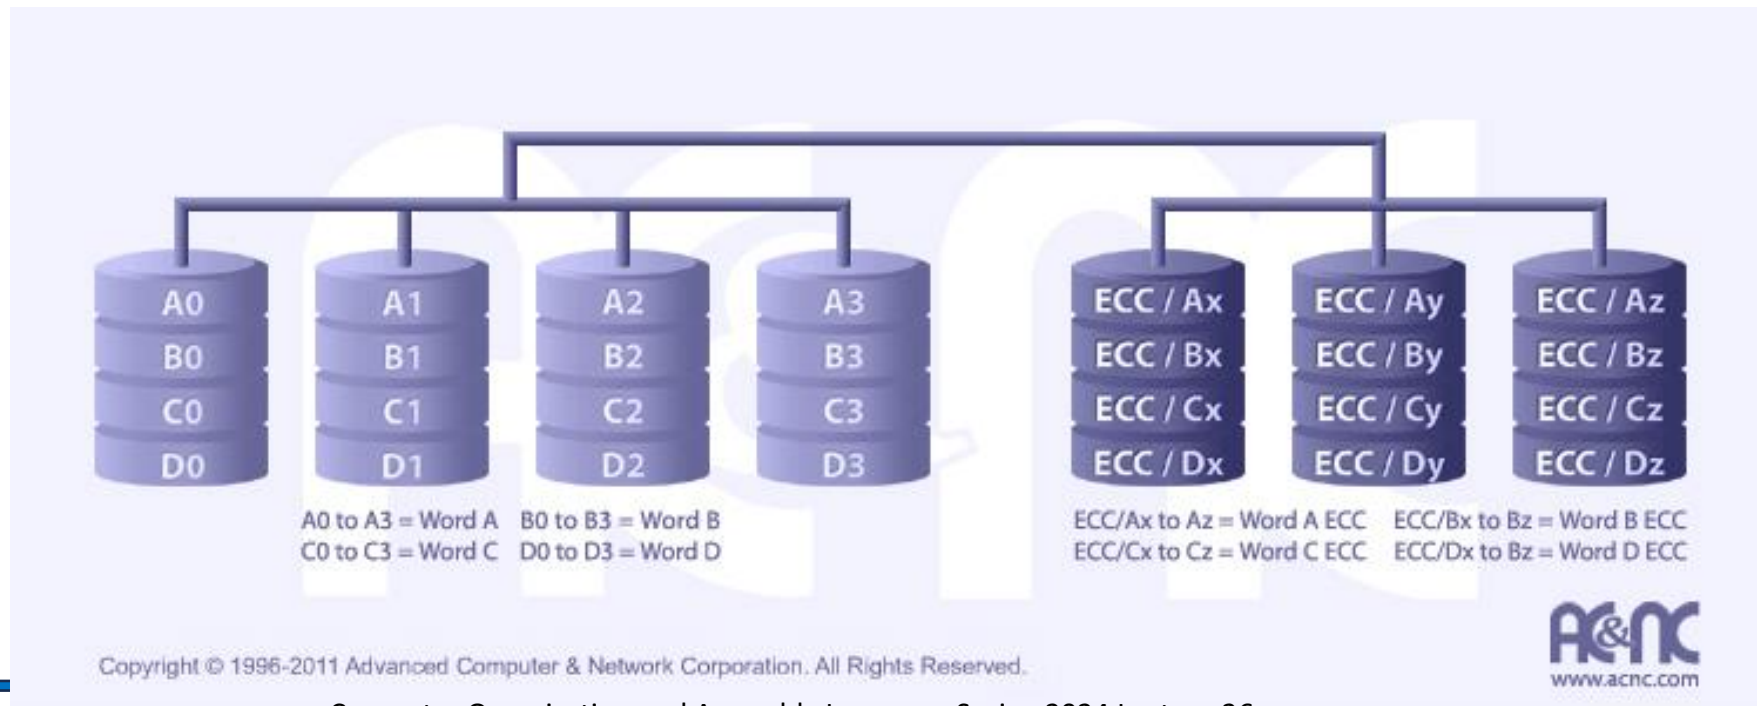 A0 A1 A2 A3 ECC / Ax ECC / Ay ECC / Az
B0 B1 B2 B3 ECC / Bx ECC / By ECC / Bz
C0 C1 C2 C3 ECC / Cx ECC / Cy ECC / Cz
D0 D1 D2 D3 ECC / Dx ECC / Dy ECC / Dz
A0 to A3 = Word A B0 to B3 = Word B
C0 to C3 = Word C D0 to D3 = Word D
ECC/Ax to Az = Word A ECC ECC/Bx to Bz = Word B ECC
ECC/Cx to Cz = Word C ECC ECC/Dx to Bz = Word D ECC
AC&NC
www.acnc.com
Copyright © 1996-2011 Advanced Computer & Network Corporation. All Rights Reserved.